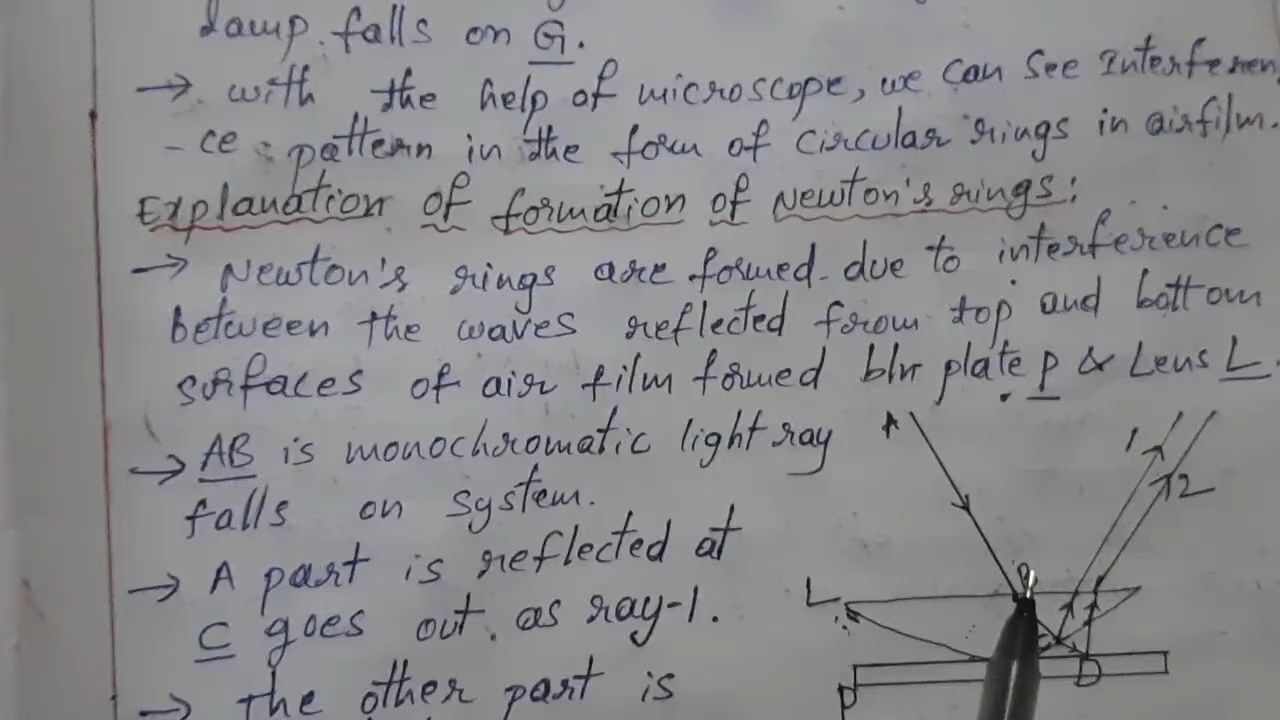 Lamp. falls on G.
→ with the help of microscope, we can see Interferen
-ce pattern in the form of circular rings in airfilm.
Explanation of formation of Newton's rings:
→ Newton's rings are formed due to interference
between the waves reflected from top and bottom
surfaces of air film formed b/w plate P & Lens L.
→ AB is monochromatic light ray
falls on system.
→ A part is reflected at
C goes out as ray-1.
→ The other part is
A
1
2
B
L
D
P